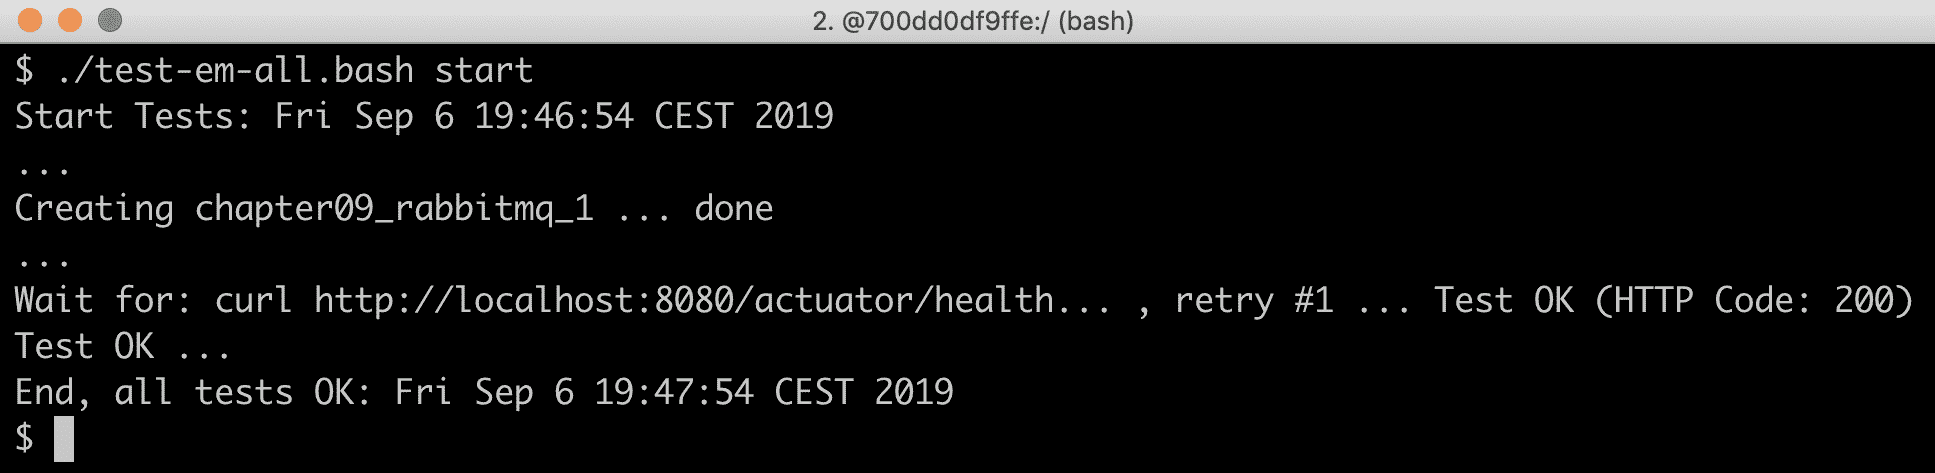 2. @700dd0df9ffe:/ (bash)
$ ./test-em-all.bash start
Start Tests: Fri Sep 6 19:46:54 CEST 2019
...
Creating chapter09_rabbitmq_1 ... done
...
Wait for: curl http://localhost:8080/actuator/health... , retry #1 ... Test OK (HTTP Code: 200)
Test OK ...
End, all tests OK: Fri Sep 6 19:47:54 CEST 2019
$